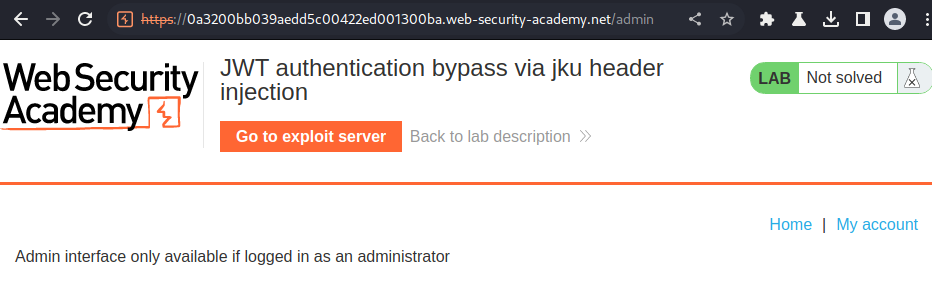 https://0a3200bb039aedd5c00422ed001300ba.web-security-academy.net/admin
Web Security
Academy
JWT authentication bypass via jku header
injection
LAB Not solved
Go to exploit server
Back to lab description
Home | My account
Admin interface only available if logged in as an administrator